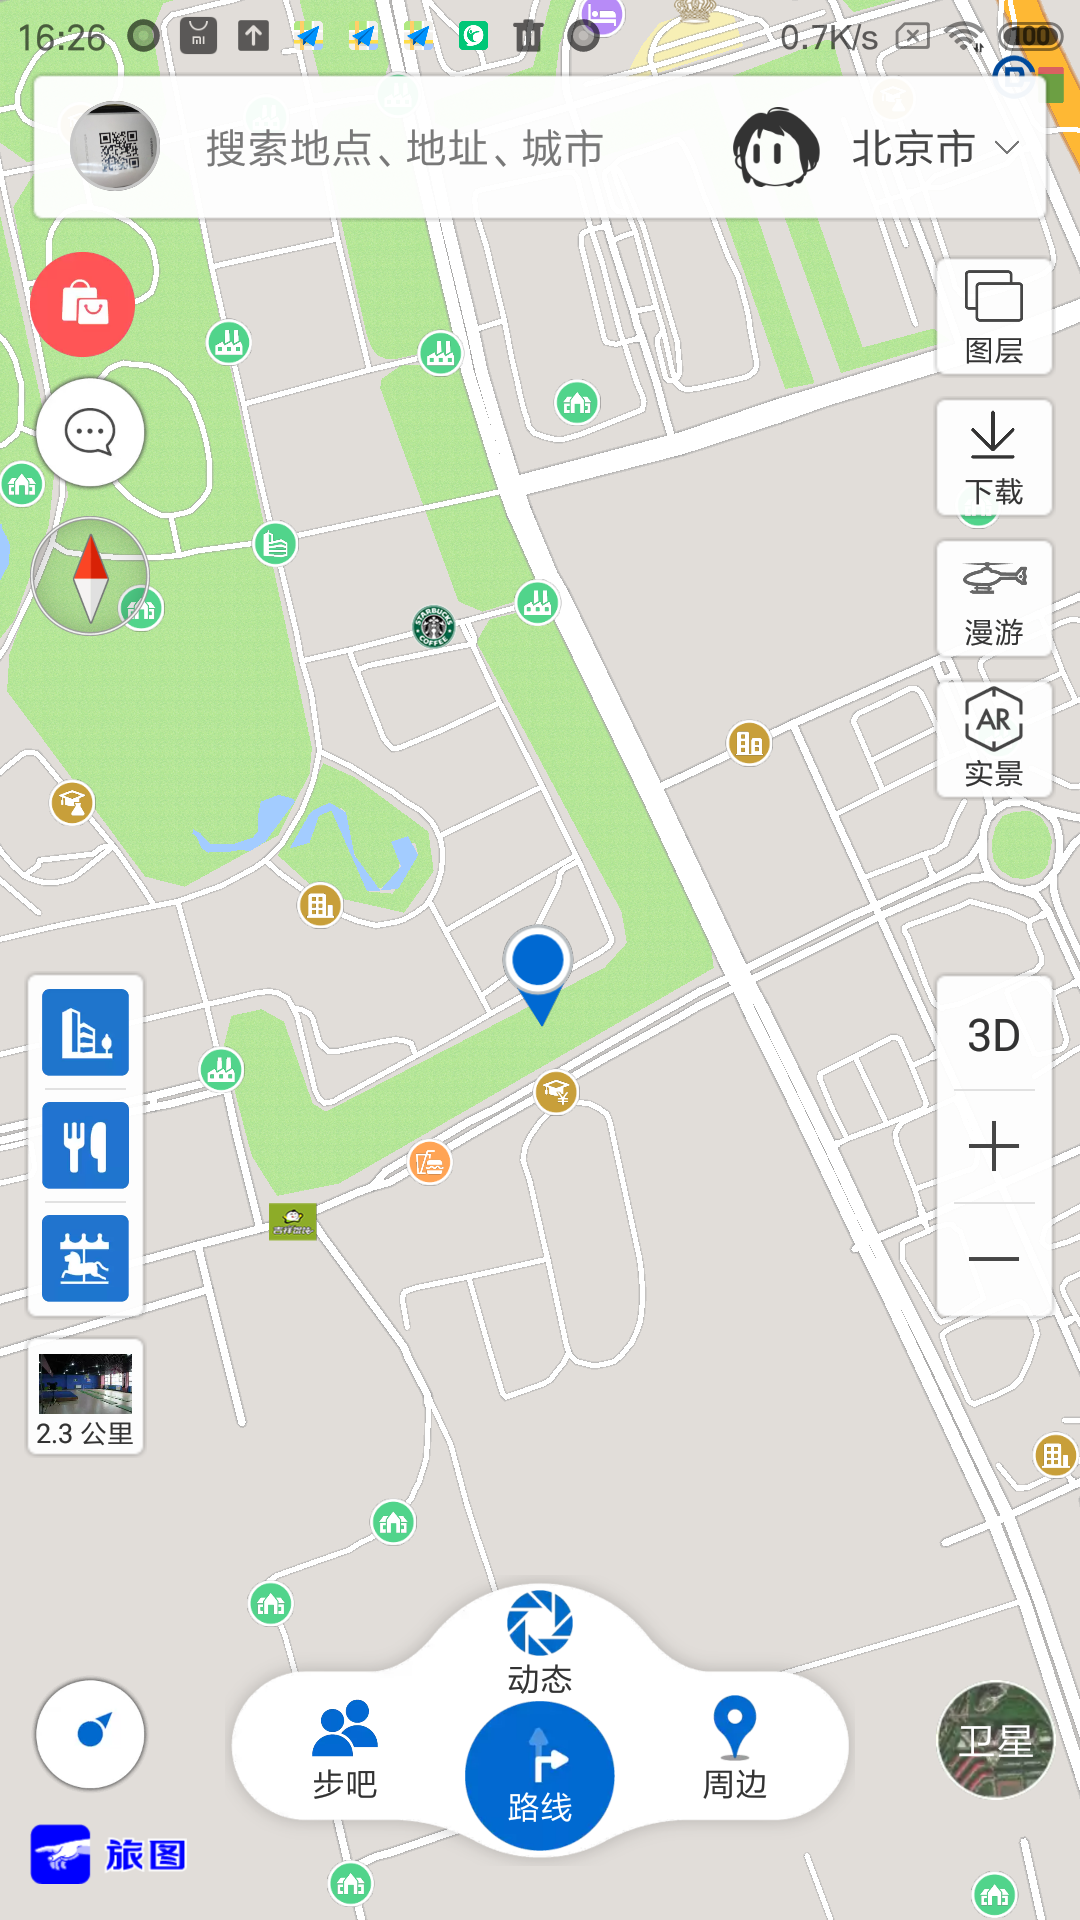 16:26
0.7K/s
100
搜索地点、地址、城市
北京市
图层
下载
漫游
AR
实景
STARBUCKS
COFFEE
3D
2.3 公里
动态
步吧
路线
周边
卫星
旅图